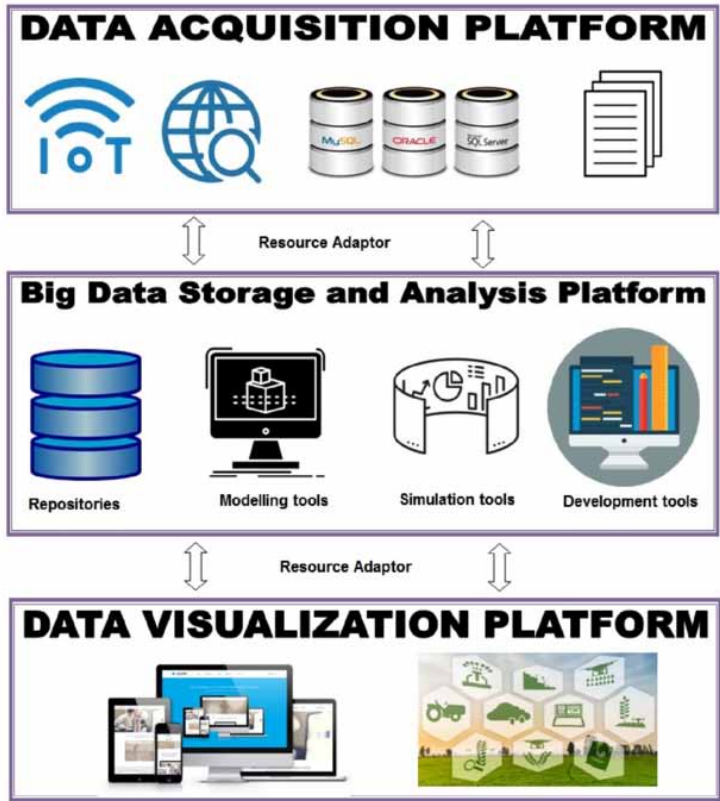 DATA ACQUISITION PLATFORM
IoT
MySQL
ORACLE
SQL Server
Resource Adaptor
Big Data Storage and Analysis Platform
Repositories
Modelling tools
Simulation tools
Development tools
Resource Adaptor
DATA VISUALIZATION PLATFORM